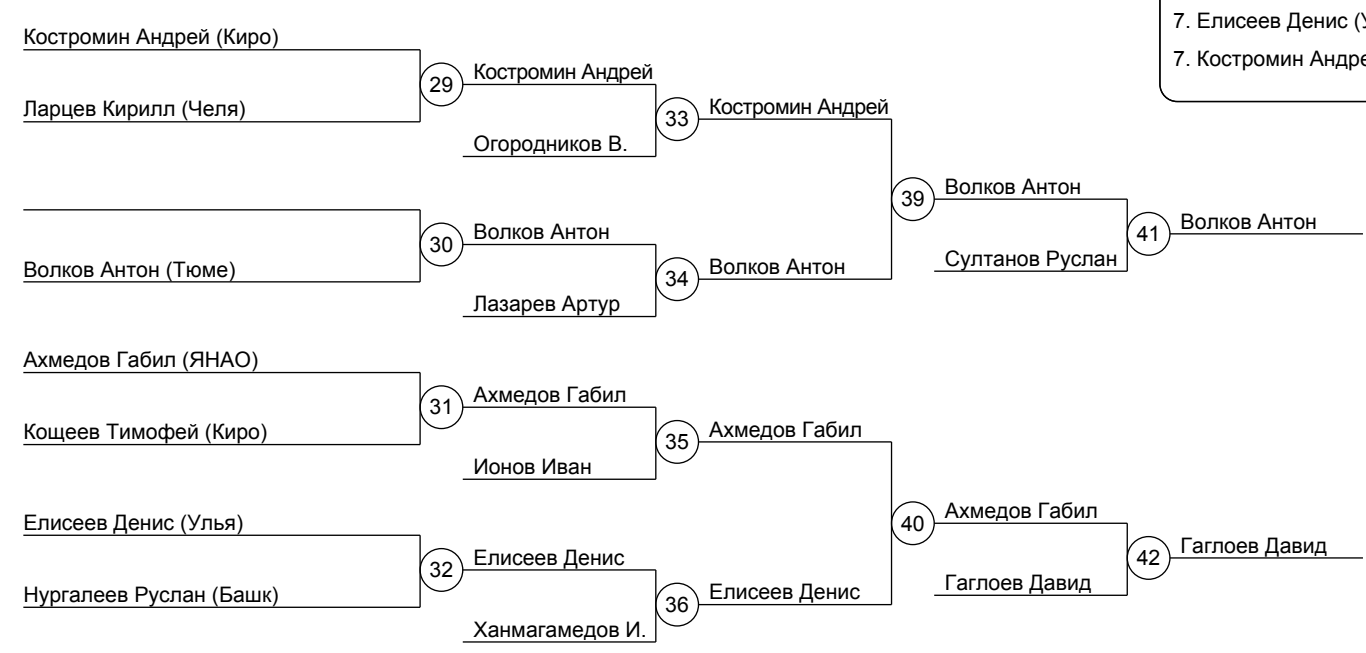 7. Елисеев Денис (
Костромин Андрей (Киро)
7. Костромин Андре
Костромин Андрей
29
Ларцев Кирилл (Челя)
Костромин Андрей
33
Огородников В.
Волков Антон
39
Волков Антон
Волков Антон
41
30
Султанов Руслан
Волков Антон (Тюме)
Волков Антон
34
Лазарев Артур
Ахмедов Габил (ЯНАО)
Ахмедов Габил
31
Кощеев Тимофей (Киро)
Ахмедов Габил
35
Ионов Иван
Ахмедов Габил
Елисеев Денис (Улья)
40
Гаглоев Давид
42
Елисеев Денис
32
Гаглоев Давид
Нургалеев Руслан (Башк)
Елисеев Денис
36
Ханмагамедов И.